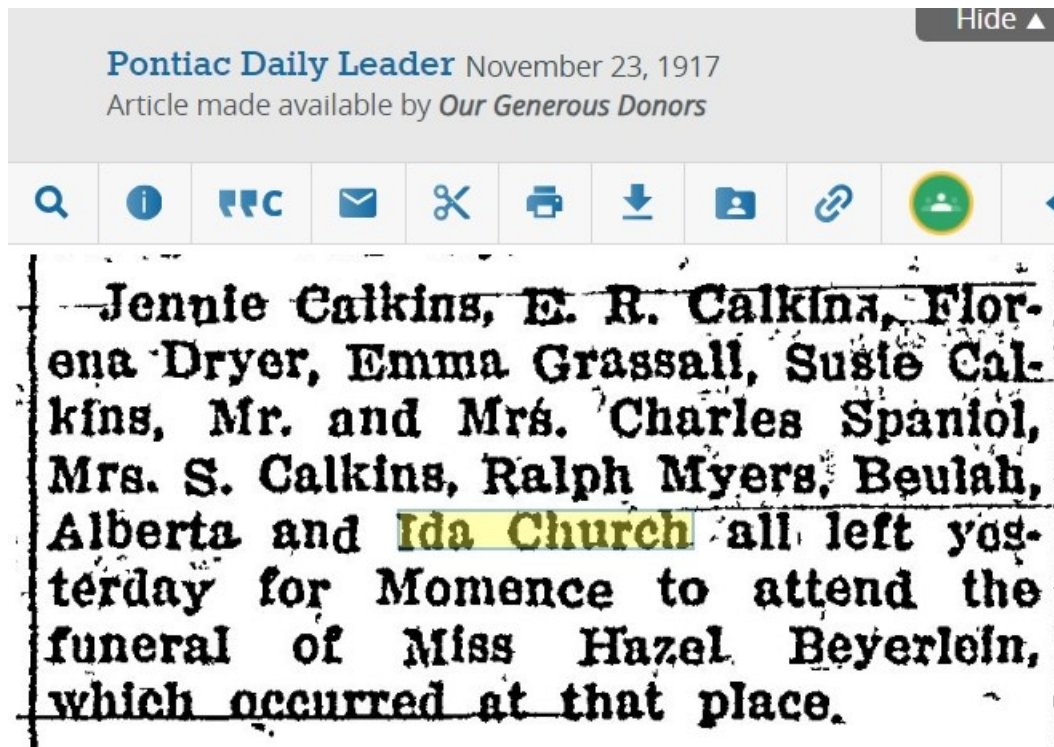 Hide ▲
Pontiac Daily Leader November 23, 1917
Article made available by Our Generous Donors
Jennie Calkins, E. R. Calkins, Flor-
ena Dryer, Emma Grassall, Susie Cal-
kins, Mr. and Mrs. Charles Spaniol,
Mrs. S. Calkins, Ralph Myers, Beulah,
Alberta and Ida Church all left yes-
terday for Momence to attend the
funeral of Miss Hazel Beyerlein,
which occurred at that place.